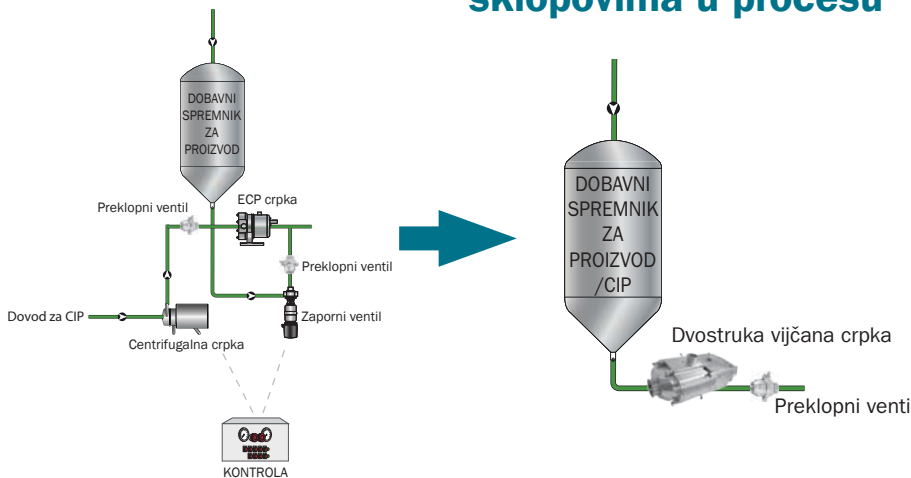 sklopovima u procesu
DOBAVNI
SPREMNIK
ZA
PROIZVOD
Preklopni ventil
ECP crpka
Preklopni ventil
Dovod za CIP
Zaporni ventil
Centrifugalna crpka
KONTROLA
DOBAVNI
SPREMNIK
ZA
PROIZVOD
/CIP
Dvostruka vijčana crpka
Preklopni venti